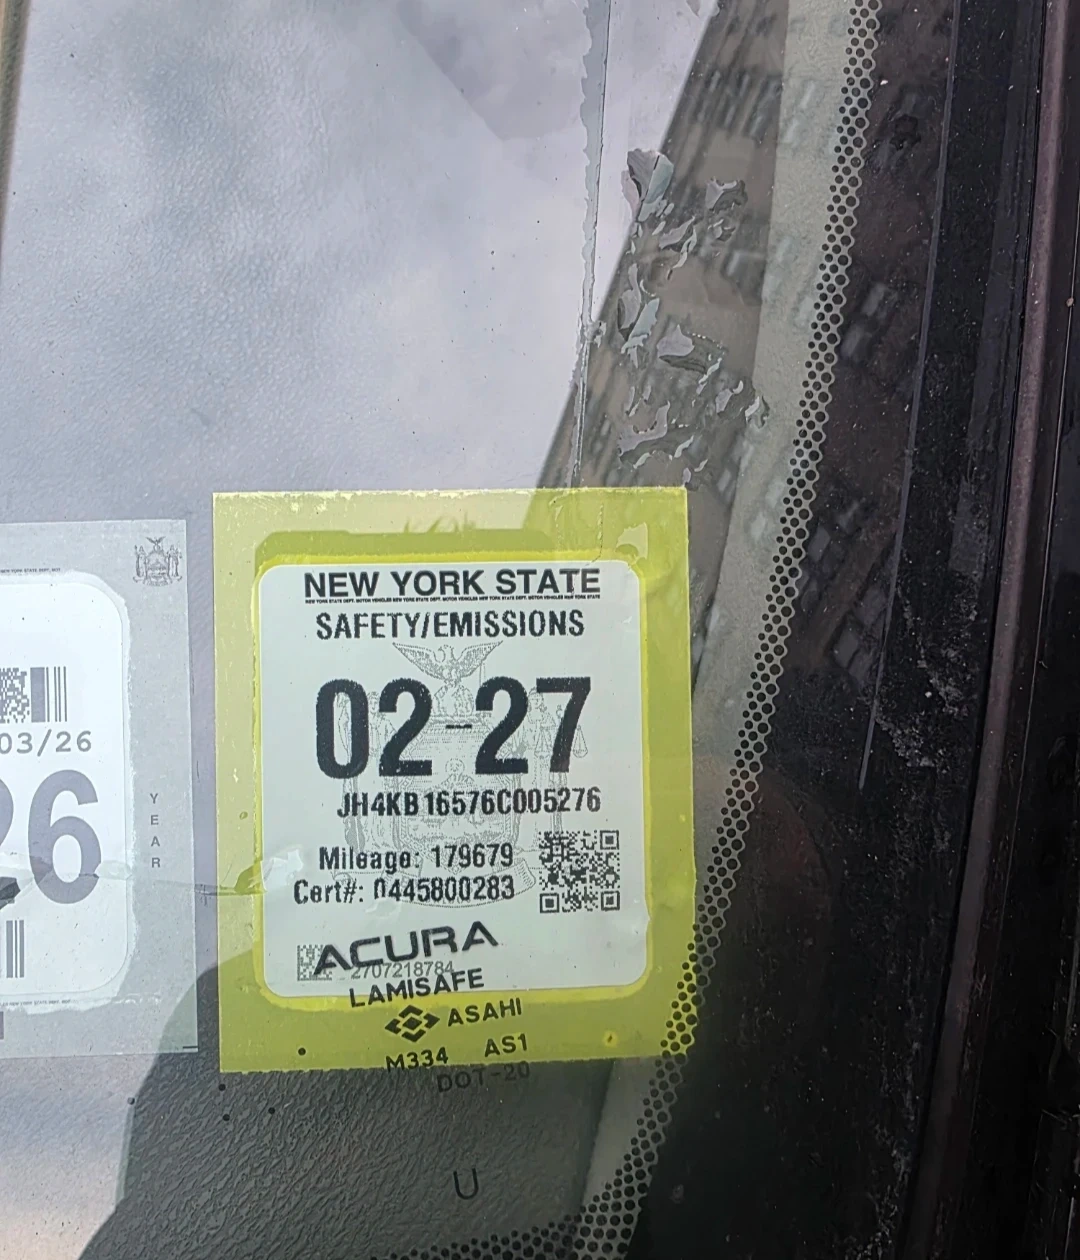 NEW YORK STATE
SAFETY/EMISSIONS
02-27
JH4KB16576C005276
Mileage: 179679
Cert#: 0445800283
ACURA
2707218784
LAMISAFE
ASAHI
M334 AS1
DOT-20
U
03/26
26
YEAR